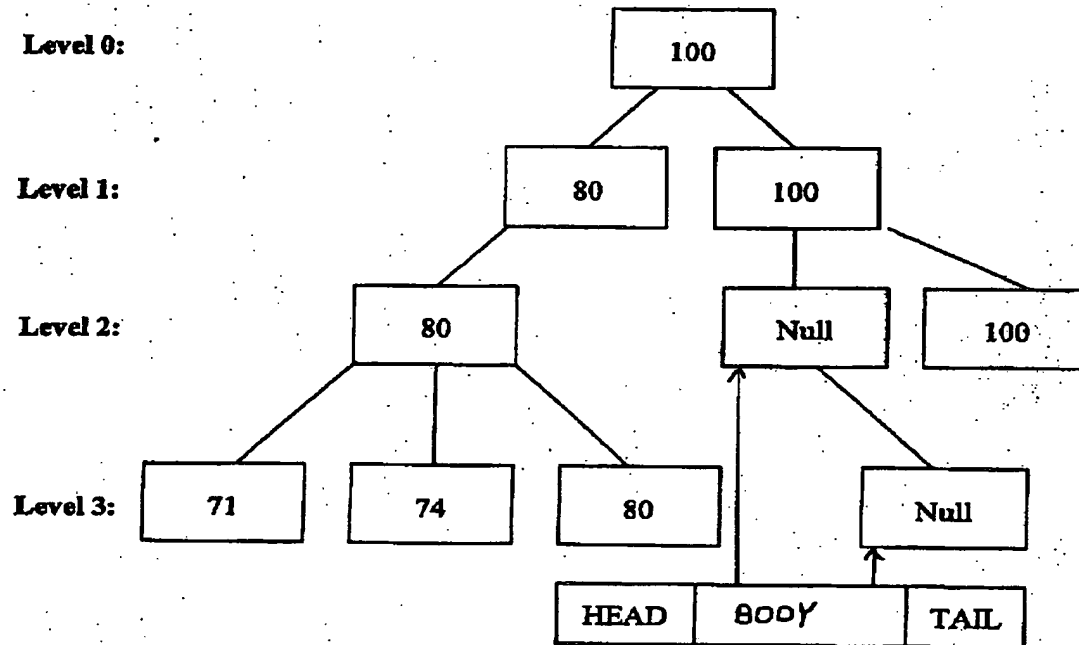 Level 0:
100
Level 1:
80
100
Level 2:
80
Null
100
Level 3:
71
74
80
Null
HEAD
BODY
TAIL